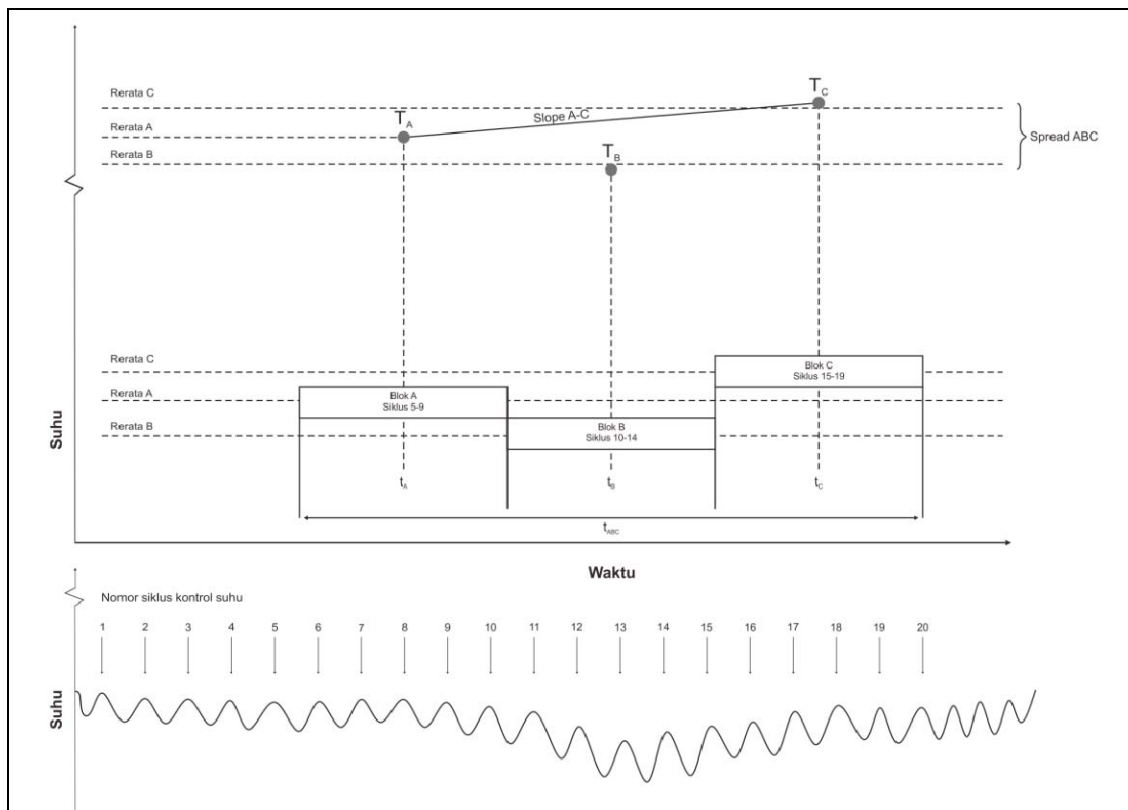 Rerata C
T_C
Slope A-C
T_A
Rerata A
Spread ABC
T_B
Rerata B
Rerata C
Blok C
Siklus 15-19
Rerata A
Blok A
Siklus 5-9
Rerata B
Blok B
Siklus 10-14
Suhu
t_A
t_B
t_C
t_ABC
Waktu
Nomor siklus kontrol suhu
1 2 3 4 5 6 7 8 9 10 11 12 13 14 15 16 17 18 19 20
Suhu